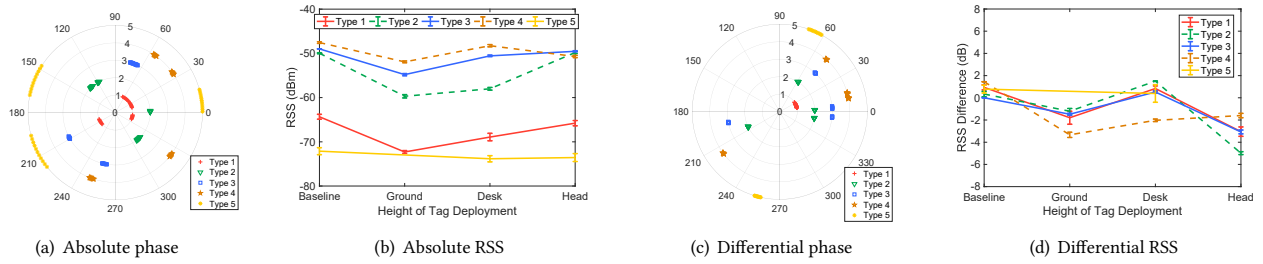 90
120
60
5
4
150
30
3
2
1
180
0
210
240
300
270
Type 1
Type 2
Type 3
Type 4
Type 5
(a) Absolute phase
-40
-50
-60
-70
-80
RSS (dBm)
Type 1 Type 2 Type 3 Type 4 Type 5
Baseline Ground Desk Head
Height of Tag Deployment
(b) Absolute RSS
90
120
60
5
4
150
30
3
2
1
180
0
210
330
240
300
270
Type 1
Type 2
Type 3
Type 4
Type 5
(c) Differential phase
8
6
4
2
0
-2
-4
-6
-8
RSS Difference (dB)
Type 1
Type 2
Type 3
Type 4
Type 5
Baseline Ground Desk Head
Height of Tag Deployment
(d) Differential RSS